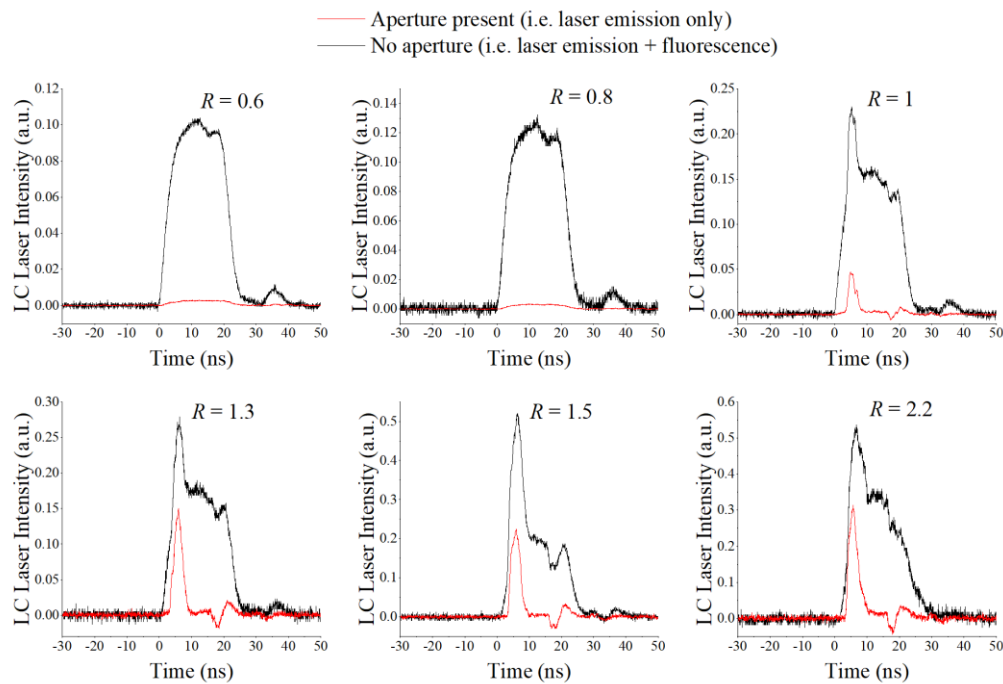 Aperture present (i.e. laser emission only)
No aperture (i.e. laser emission + fluorescence)
R = 0.6
LC Laser Intensity (a.u.)
0.12
0.10
0.08
0.06
0.04
0.02
0.00
-30 -20 -10 0 10 20 30 40 50
Time (ns)
R = 0.8
LC Laser Intensity (a.u.)
0.14
0.12
0.10
0.08
0.06
0.04
0.02
0.00
-30 -20 -10 0 10 20 30 40 50
Time (ns)
R = 1
LC Laser Intensity (a.u.)
0.25
0.20
0.15
0.10
0.05
0.00
-30 -20 -10 0 10 20 30 40 50
Time (ns)
R = 1.3
LC Laser Intensity (a.u.)
0.30
0.25
0.20
0.15
0.10
0.05
0.00
-30 -20 -10 0 10 20 30 40 50
Time (ns)
R = 1.5
LC Laser Intensity (a.u.)
0.5
0.4
0.3
0.2
0.1
0.0
-30 -20 -10 0 10 20 30 40 50
Time (ns)
R = 2.2
LC Laser Intensity (a.u.)
0.6
0.5
0.4
0.3
0.2
0.1
0.0
-30 -20 -10 0 10 20 30 40 50
Time (ns)